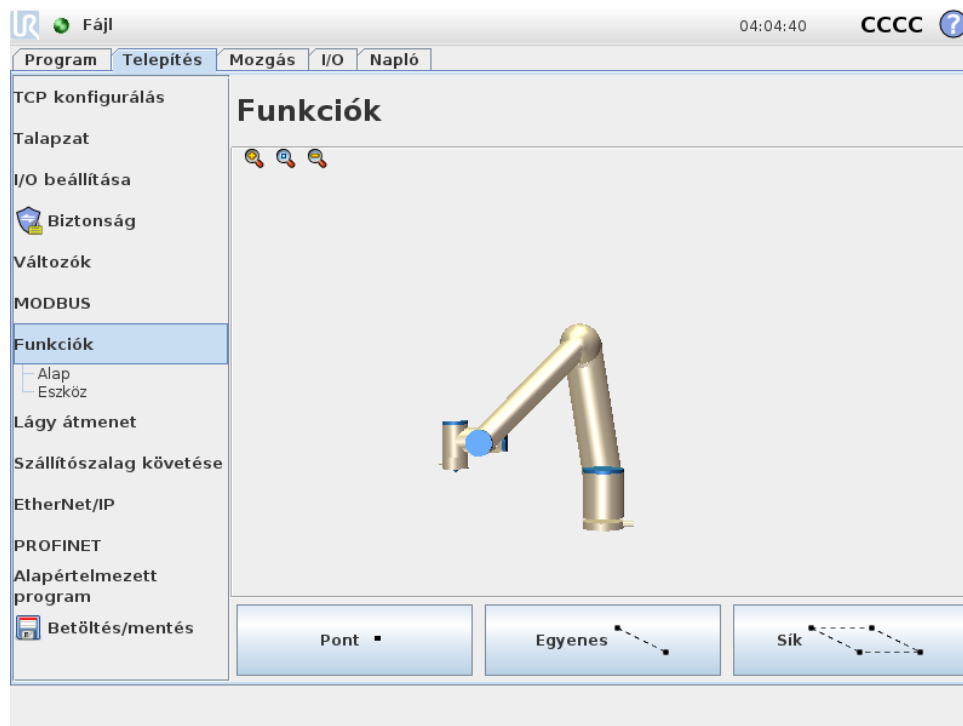 UR Fájl 04:04:40 CCCC ?
Program Telepítés Mozgás I/O Napló
TCP konfigurálás
Talapzat
I/O beállítása
Biztonság
Változók
MODBUS
Funkciók
Alap
Eszköz
Lágy átmenet
Szállítószalag követése
EtherNet/IP
PROFINET
Alapértelmezett
program
Betöltés/mentés
Funkciók
Pont
Egyenes
Sík